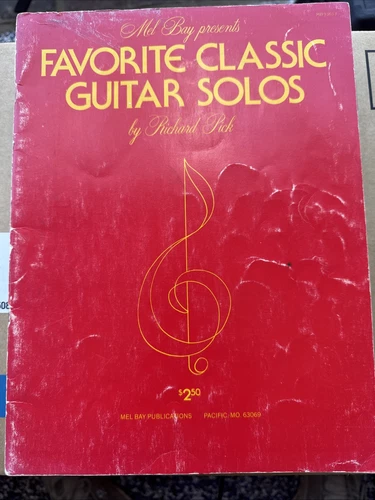 Mel Bay presents
FAVORITE CLASSIC
GUITAR SOLOS
by Richard Pick
$2.50
MEL BAY PUBLICATIONS PACIFIC, MO. 63069